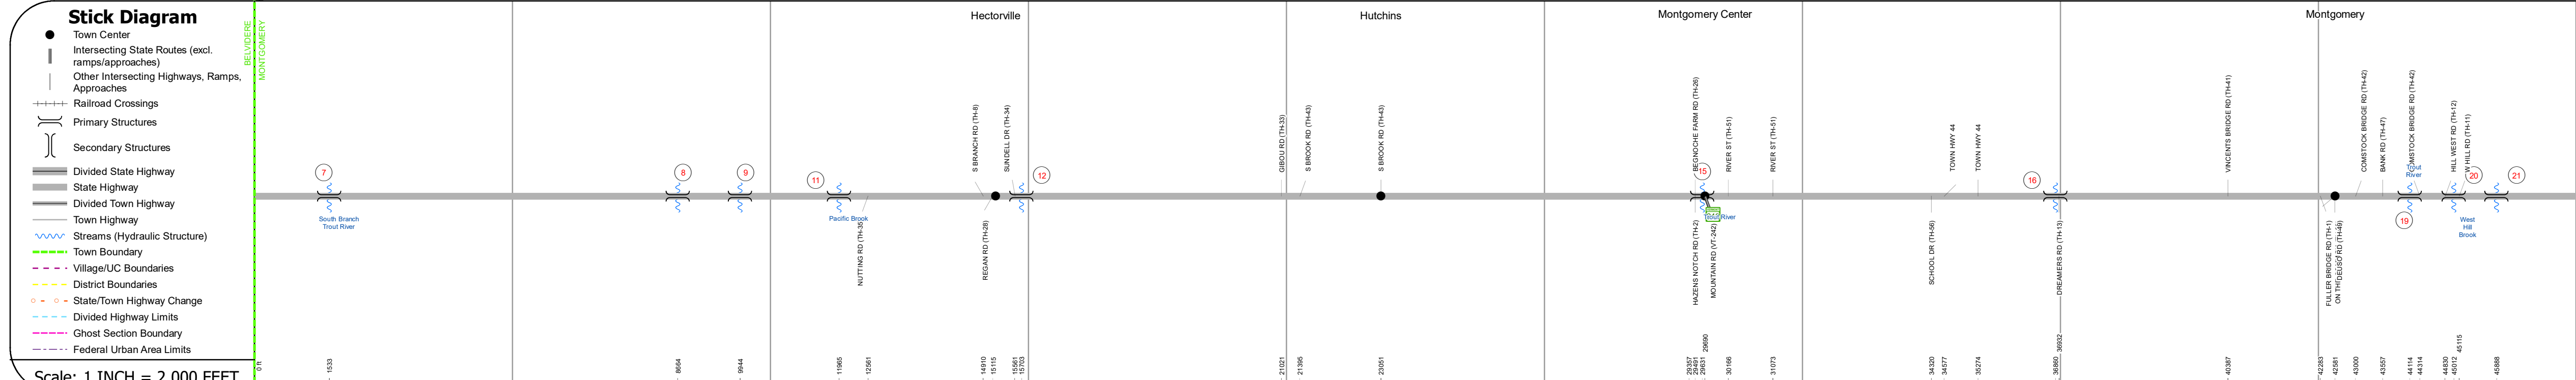 Stick Diagram
Town Center
Intersecting State Routes (excl.
ramps/approaches)
Other Intersecting Highways, Ramps,
Approaches
Railroad Crossings
Primary Structures
Secondary Structures
Divided State Highway
State Highway
Divided Town Highway
Town Highway
Streams (Hydraulic Structure)
Town Boundary
Village/UC Boundaries
District Boundaries
State/Town Highway Change
Divided Highway Limits
Ghost Section Boundary
Federal Urban Area Limits
Scale: 1 INCH = 2,000 FEET
BELVIDERE
MONTGOMERY
Hectorville
Hutchins
Montgomery Center
Montgomery
S BRANCH RD (TH-8)
SUNDELL DR (TH-34)
GIBOU RD (TH-33)
S BROOK RD (TH-43)
S BROOK RD (TH-43)
BEGNOCHE FARM RD (TH-26)
RIVER ST (TH-51)
RIVER ST (TH-51)
TOWN HWY 44
TOWN HWY 44
VINCENTS BRIDGE RD (TH-41)
COMSTOCK BRIDGE RD (TH-42)
BANK RD (TH-47)
COMSTOCK BRIDGE RD (TH-42)
HILL WEST RD (TH-12)
W HILL RD (TH-11)
7
8
9
11
12
15
16
19
20
21
South Branch
Trout River
Pacific Brook
Trout River
Trout
River
West
Hill
Brook
NUTTING RD (TH-35)
REGAN RD (TH-28)
HAZENS NOTCH RD (TH-2)
MOUNTAIN RD (VT-242)
SCHOOL DR (TH-56)
DREAMERS RD (TH-13)
FULLER BRIDGE RD (TH-1)
0 ft
1533
8664
9944
11965
12561
14910
15115
15561
15703
21021
21395
23051
29357
29491
29631
29690
30166
31073
34320
34577
35274
36860
36932
40387
42283
42581
43000
43557
44114
44314
44830
45012
45115
45888